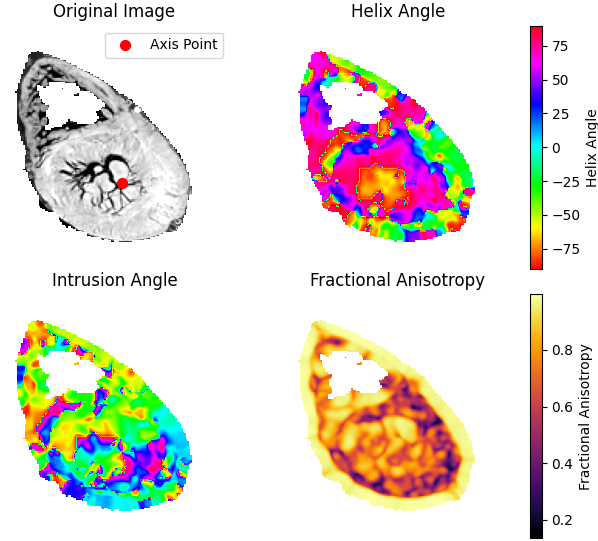 Original Image
Helix Angle
Axis Point
75
50
25
0
−25
−50
−75
Helix Angle
Intrusion Angle
Fractional Anisotropy
0.8
0.6
0.4
0.2
Fractional Anisotropy